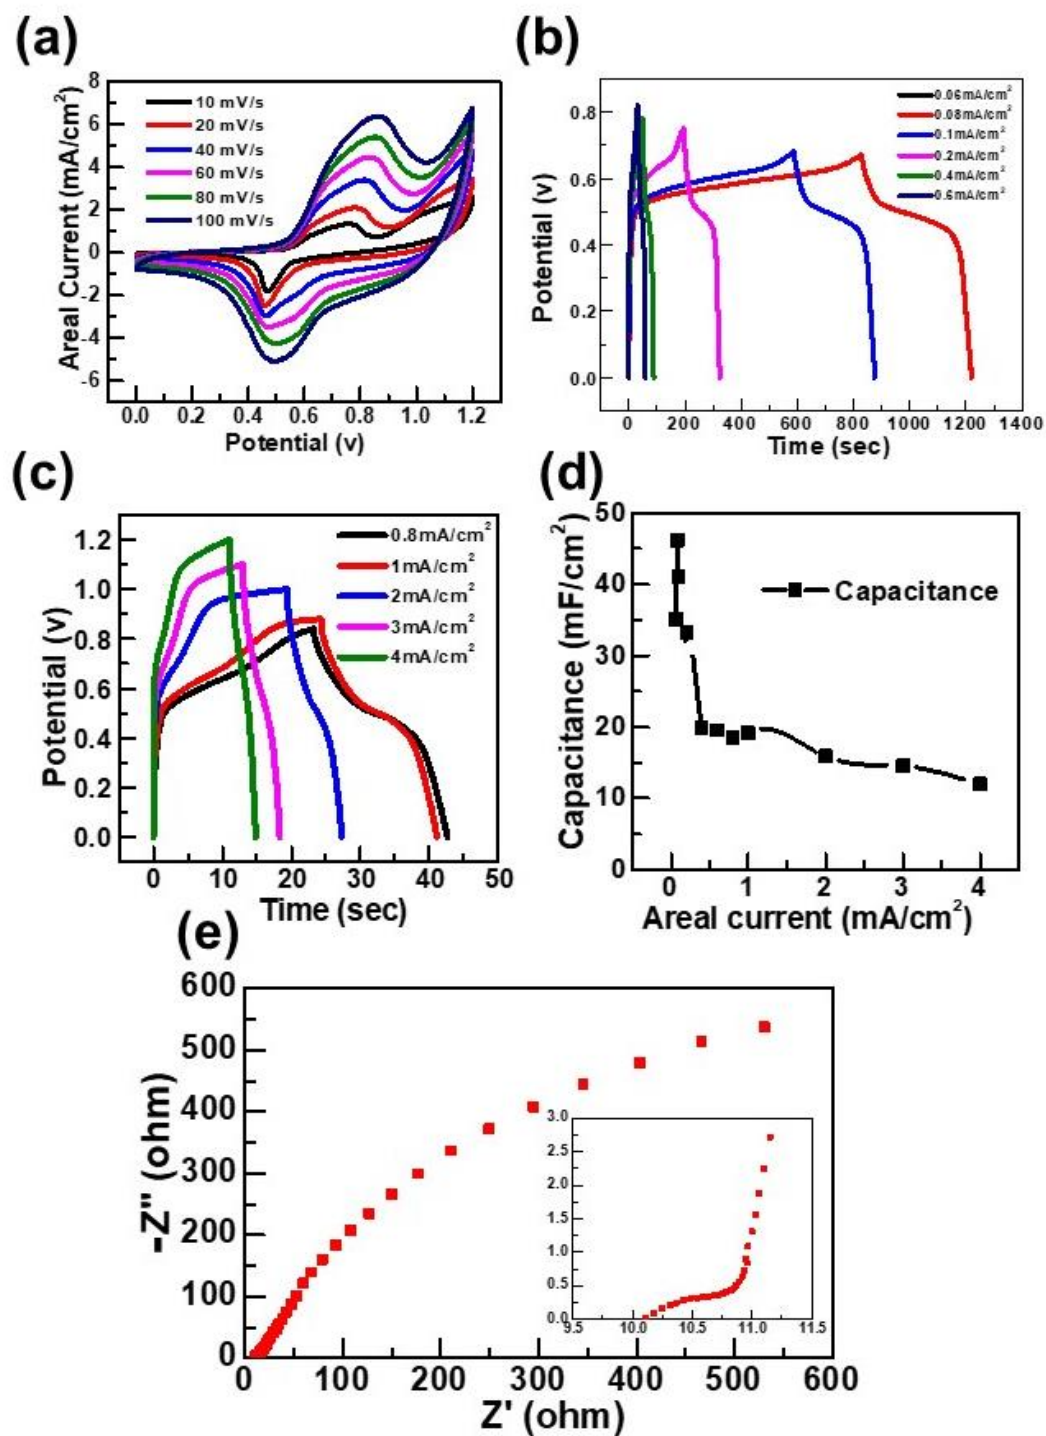 (a)
Areal Current (mA/cm²)
8
6
4
2
0
-2
-4
-6
10 mV/s
20 mV/s
40 mV/s
60 mV/s
80 mV/s
100 mV/s
0.0 0.2 0.4 0.6 0.8 1.0 1.2
Potential (v)
(b)
Potential (v)
0.8
0.6
0.4
0.2
0.0
0.06mA/cm²
0.08mA/cm²
0.1mA/cm²
0.2mA/cm²
0.4mA/cm²
0.6mA/cm²
0 200 400 600 800 1000 1200 1400
Time (sec)
(c)
Potential (v)
1.2
1.0
0.8
0.6
0.4
0.2
0.0
0.8mA/cm²
1mA/cm²
2mA/cm²
3mA/cm²
4mA/cm²
0 10 20 30 40 50
Time (sec)
(d)
Capacitance (mF/cm²)
50
40
30
20
10
0
Capacitance
0 1 2 3 4
Areal current (mA/cm²)
(e)
-Z" (ohm)
600
500
400
300
200
100
0
3.0
2.5
2.0
1.5
1.0
0.5
0.0
9.5 10.0 10.5 11.0 11.5
0 100 200 300 400 500 600
Z' (ohm)